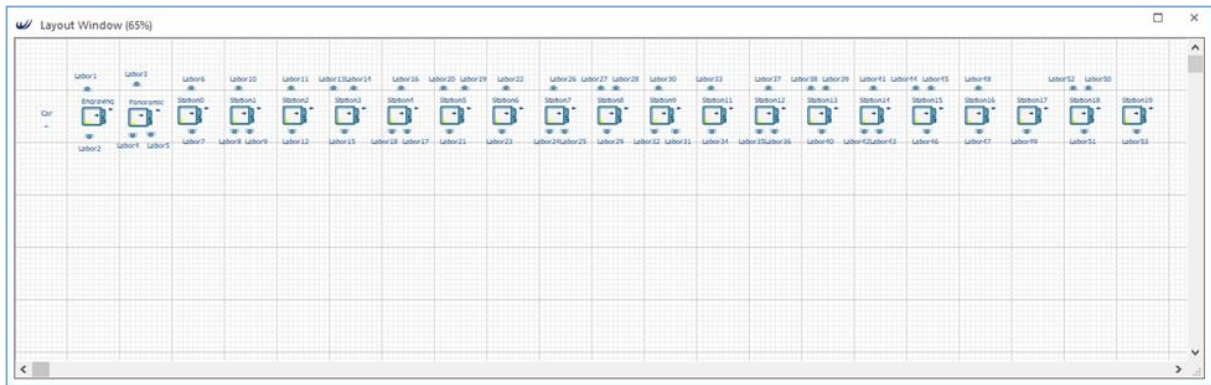 Layout Window (65%)
Labor1 Labor3 Labor6 Labor10 Labor11 Labor13 Labor14 Labor16 Labor20 Labor19 Labor22 Labor26 Labor27 Labor28 Labor30 Labor33 Labor37 Labor38 Labor39 Labor41 Labor44 Labor45 Labor48 Labor52 Labor50
Car Engraving Panoramic Station0 Station1 Station2 Station3 Station4 Station5 Station6 Station7 Station8 Station9 Station11 Station12 Station13 Station14 Station15 Station16 Station17 Station18 Station19
Labor2 Labor4 Labor5 Labor7 Labor8 Labor9 Labor12 Labor15 Labor18 Labor17 Labor21 Labor23 Labor24 Labor25 Labor29 Labor32 Labor31 Labor34 Labor35 Labor36 Labor40 Labor42 Labor43 Labor46 Labor47 Labor49 Labor51 Labor53